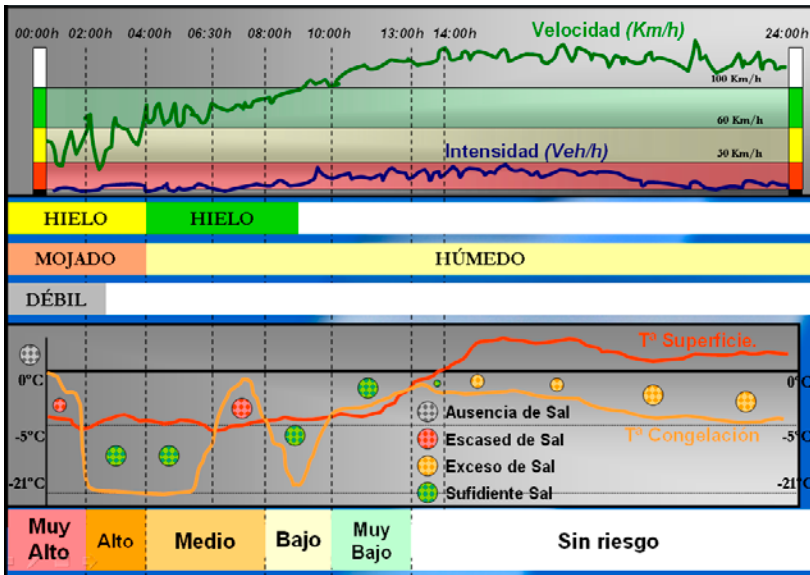 00:00h 02:00h 04:00h 06:30h 08:00h 10:00h 13:00h 14:00h 24:00h
Velocidad (Km/h)
100 Km/h
60 Km/h
Intensidad (Veh/h)
30 Km/h
HIELO HIELO
MOJADO HÚMEDO
DÉBIL
Tª Superficie.
0°C 0°C
Ausencia de Sal
Escased de Sal
Tª Congelación
-5°C -5°C
Exceso de Sal
-21°C -21°C
Sufidiente Sal
Muy Alto
Alto
Medio
Bajo
Muy Bajo
Sin riesgo